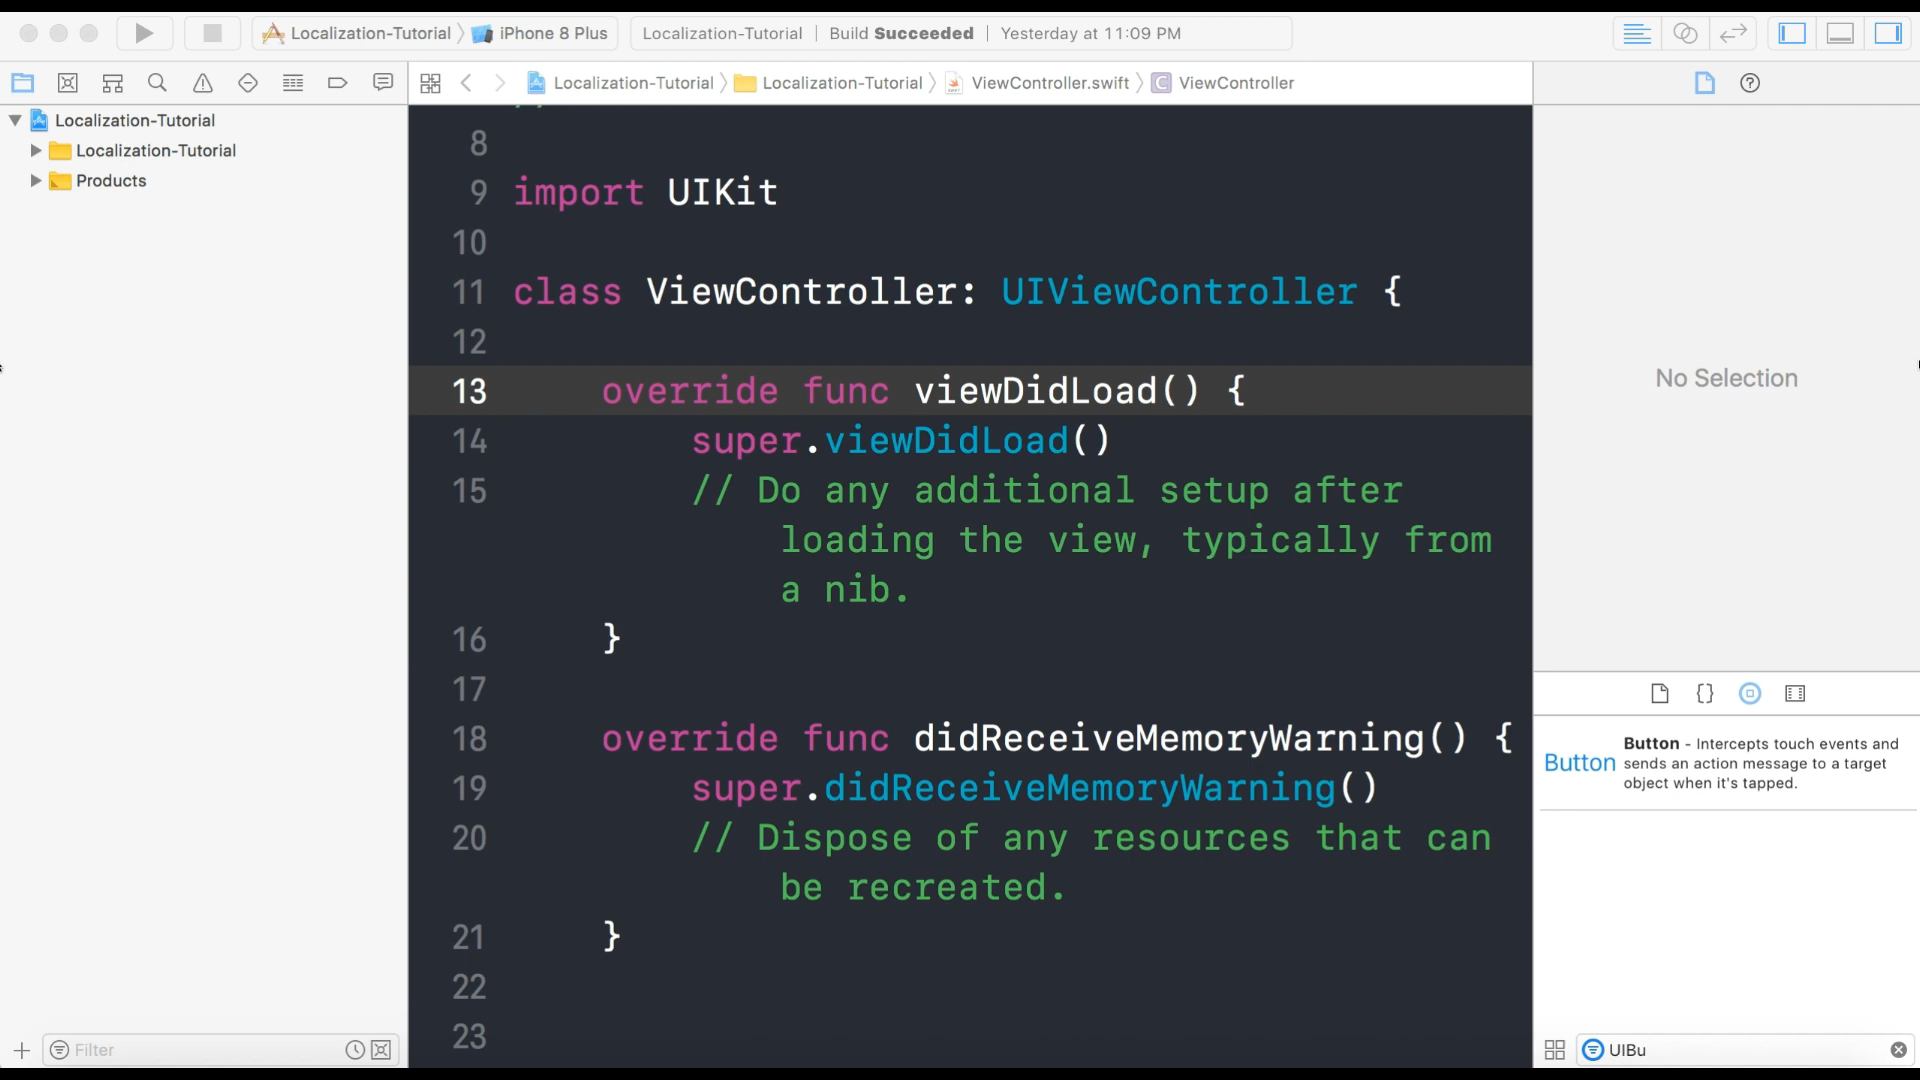 Localization-Tutorial 〉 iPhone 8 Plus
Localization-Tutorial | Build Succeeded | Yesterday at 11:09 PM
Localization-Tutorial 〉 Localization-Tutorial 〉 ViewController.swift 〉 C ViewController
Localization-Tutorial
Localization-Tutorial
Products
//
8
9 import UIKit
10
11 class ViewController: UIViewController {
12
13 override func viewDidLoad() {
14 super.viewDidLoad()
15 // Do any additional setup after
loading the view, typically from
a nib.
16 }
17
18 override func didReceiveMemoryWarning() {
19 super.didReceiveMemoryWarning()
20 // Dispose of any resources that can
be recreated.
21 }
22
23
No Selection
{}
Button
Button - Intercepts touch events and
sends an action message to a target
object when it's tapped.
Filter
UIBu